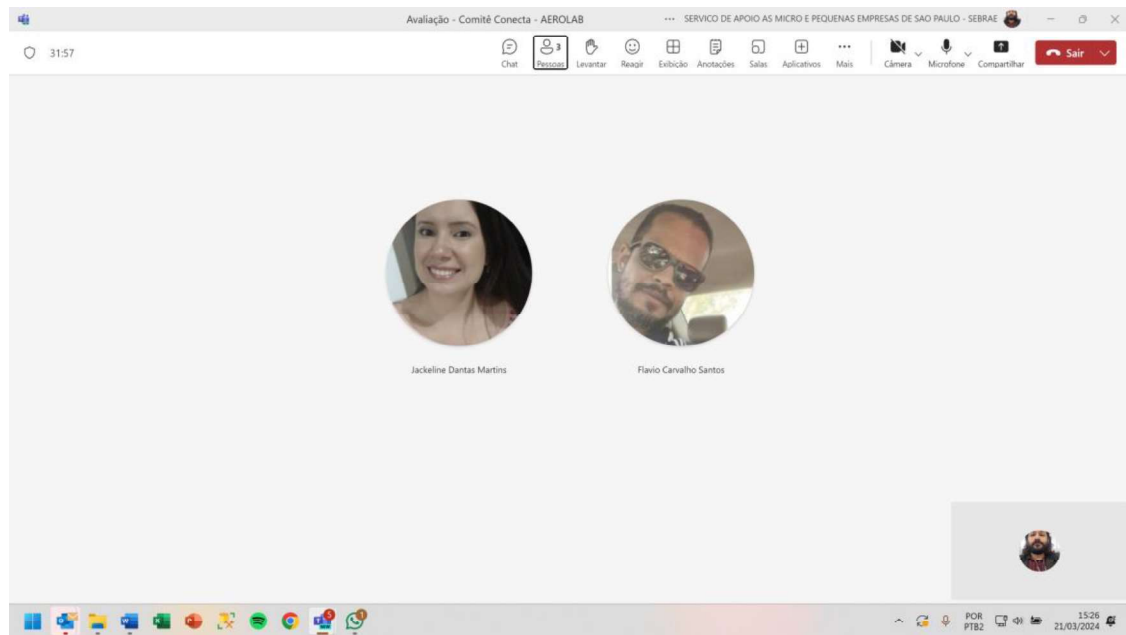 Avaliação - Comitê Conecta - AEROLAB
SERVICO DE APOIO AS MICRO E PEQUENAS EMPRESAS DE SAO PAULO - SEBRAE
31:57
3
Chat
Pessoas
Levantar
Reagir
Exibição
Anotações
Salas
Aplicativos
Mais
Câmera
Microfone
Compartilhar
Sair
Jackeline Dantas Martins
Flavio Carvalho Santos
POR
PTB2
15:26
21/03/2024